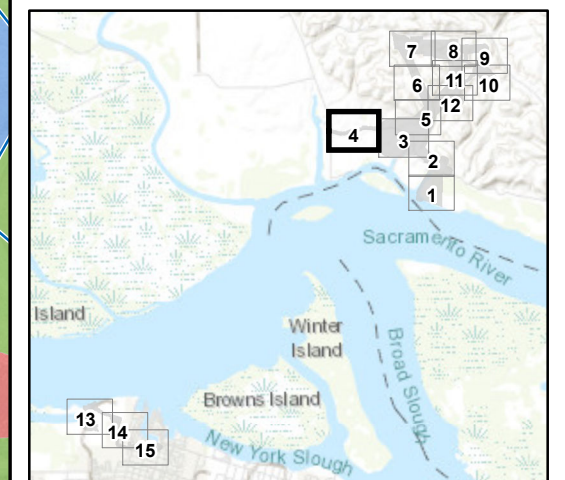 7
8
9
6
11
10
12
5
4
3
2
1
Sacramento River
Island
Winter
Island
Broad Slough
Browns Island
13
14
15
New York Slough